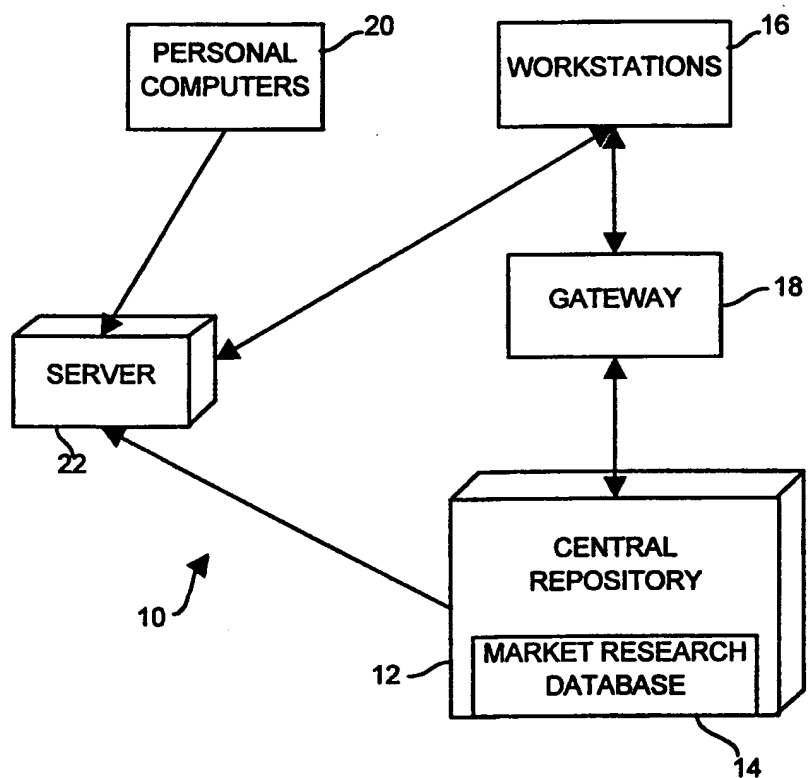 20
PERSONAL
COMPUTERS
16
WORKSTATIONS
GATEWAY
18
SERVER
22
CENTRAL
REPOSITORY
10
12
MARKET RESEARCH
DATABASE
14